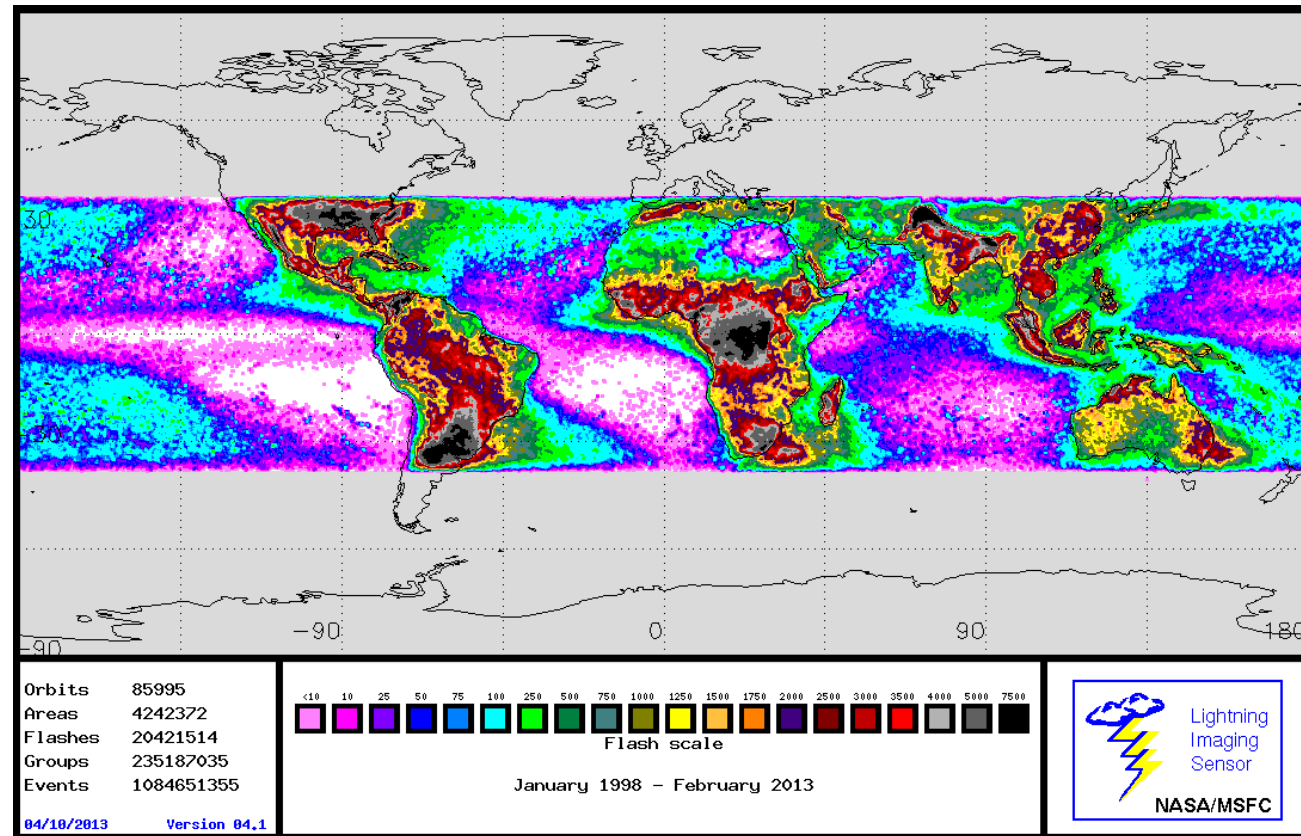 30
-30
-90
0
90
180
-90
Orbits 85995
Areas 4242372
Flashes 20421514
Groups 235187035
Events 1084651355
04/10/2013 Version 04.1
<10 10 25 50 75 100 250 500 750 1000 1250 1500 1750 2000 2500 3000 3500 4000 5000 7500
Flash scale
January 1998 - February 2013
Lightning
Imaging
Sensor
NASA/MSFC